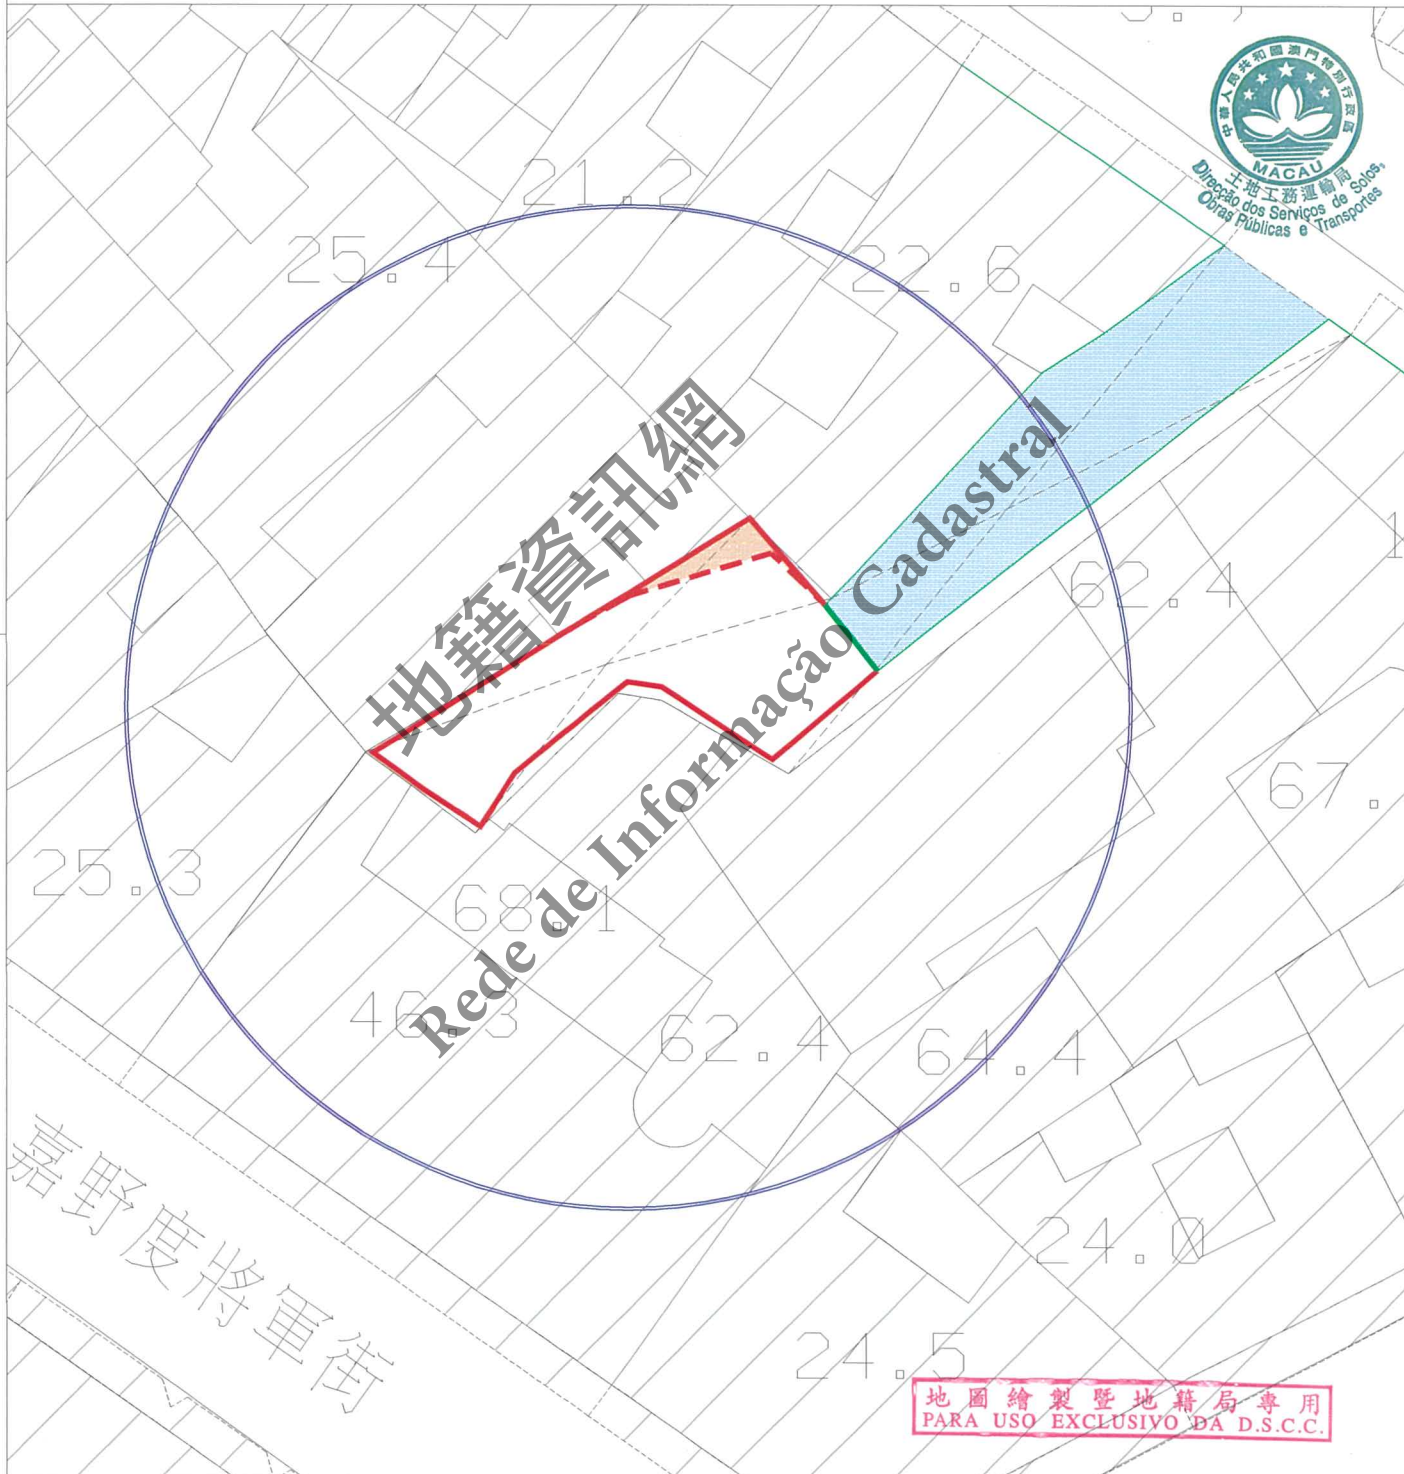 中華人民共和國澳門特別行政區
MACAU
土地工務運輸局
Direcção dos Serviços de Solos,
Obras Públicas e Transportes
21.2
25.4
22.6
地籍資訊網
Rede de Informação Cadastral
62.4
67.
25.3
68.1
46.3
62.4
64.4
嘉野度將軍街
24.0
24.5
地圖繪製暨地籍局專用
PARA USO EXCLUSIVO DA D.S.C.C.